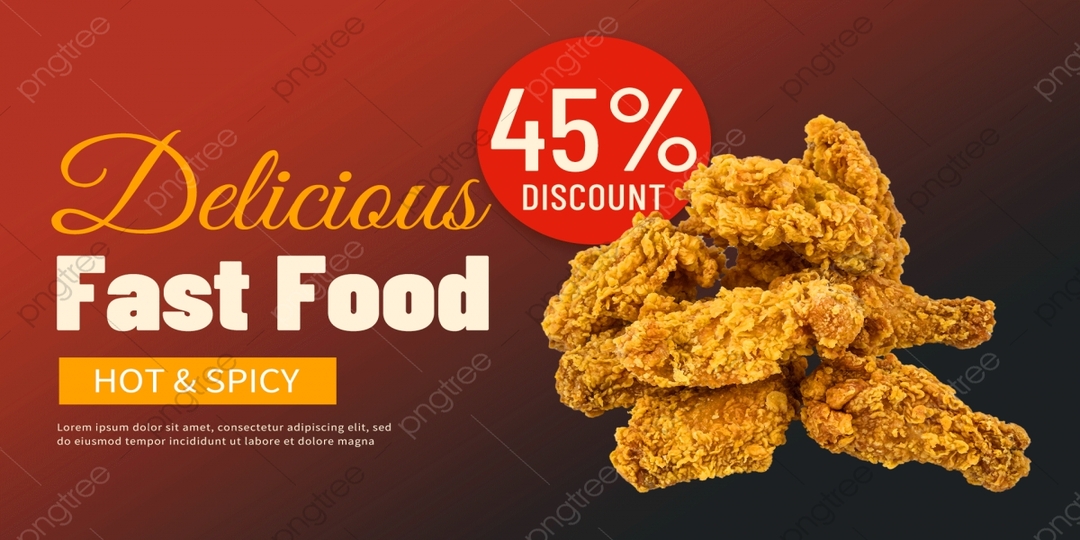 45%
DISCOUNT
Delicious
Fast Food
HOT & SPICY
Lorem ipsum dolor sit amet, consectetur adipiscing elit, sed
do eiusmod tempor incididunt ut labore et dolore magna
pngtree